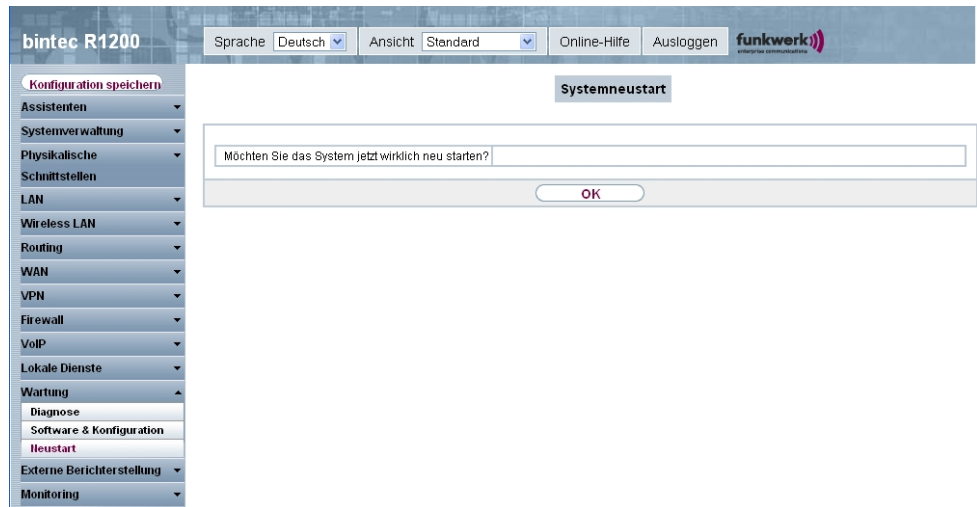 bintec R1200
Sprache Deutsch Ansicht Standard Online-Hilfe Ausloggen funkwerk
enterprise communications
Konfiguration speichern
Systemneustart
Assistenten
Systemverwaltung
Physikalische
Schnittstellen
LAN
Wireless LAN
Routing
WAN
VPN
Firewall
VoIP
Lokale Dienste
Wartung
Diagnose
Software & Konfiguration
Neustart
Externe Berichterstellung
Monitoring
Möchten Sie das System jetzt wirklich neu starten?
OK